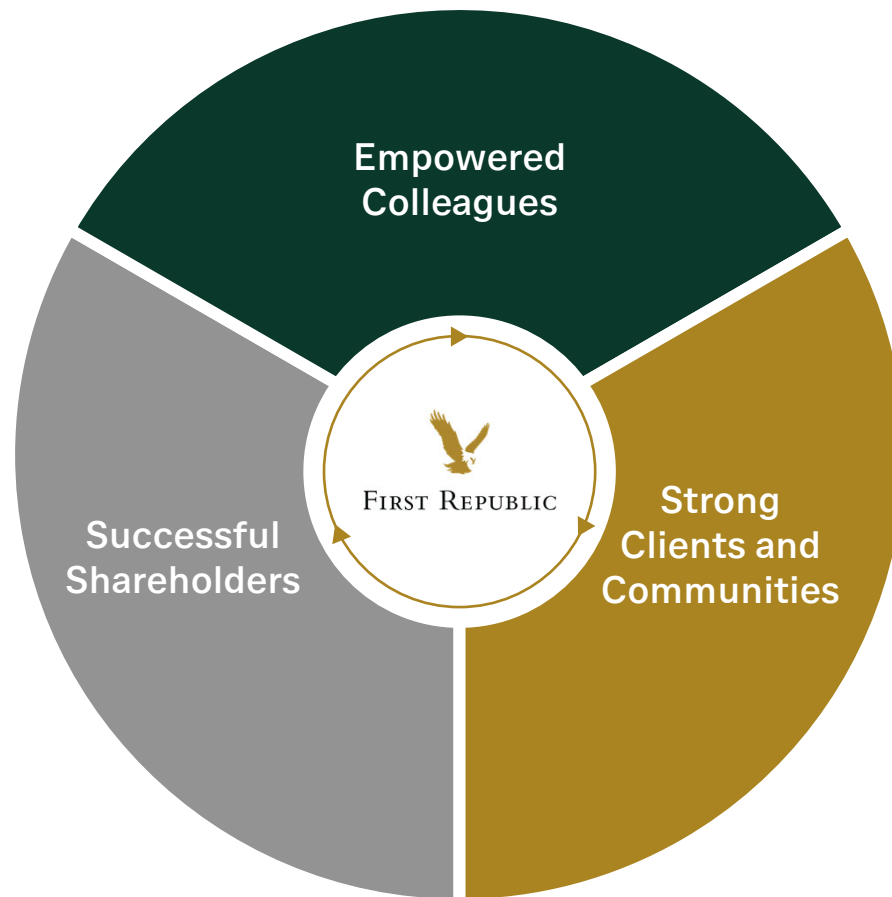 Empowered
Colleagues
FIRST REPUBLIC
Strong
Clients and
Communities
Successful
Shareholders